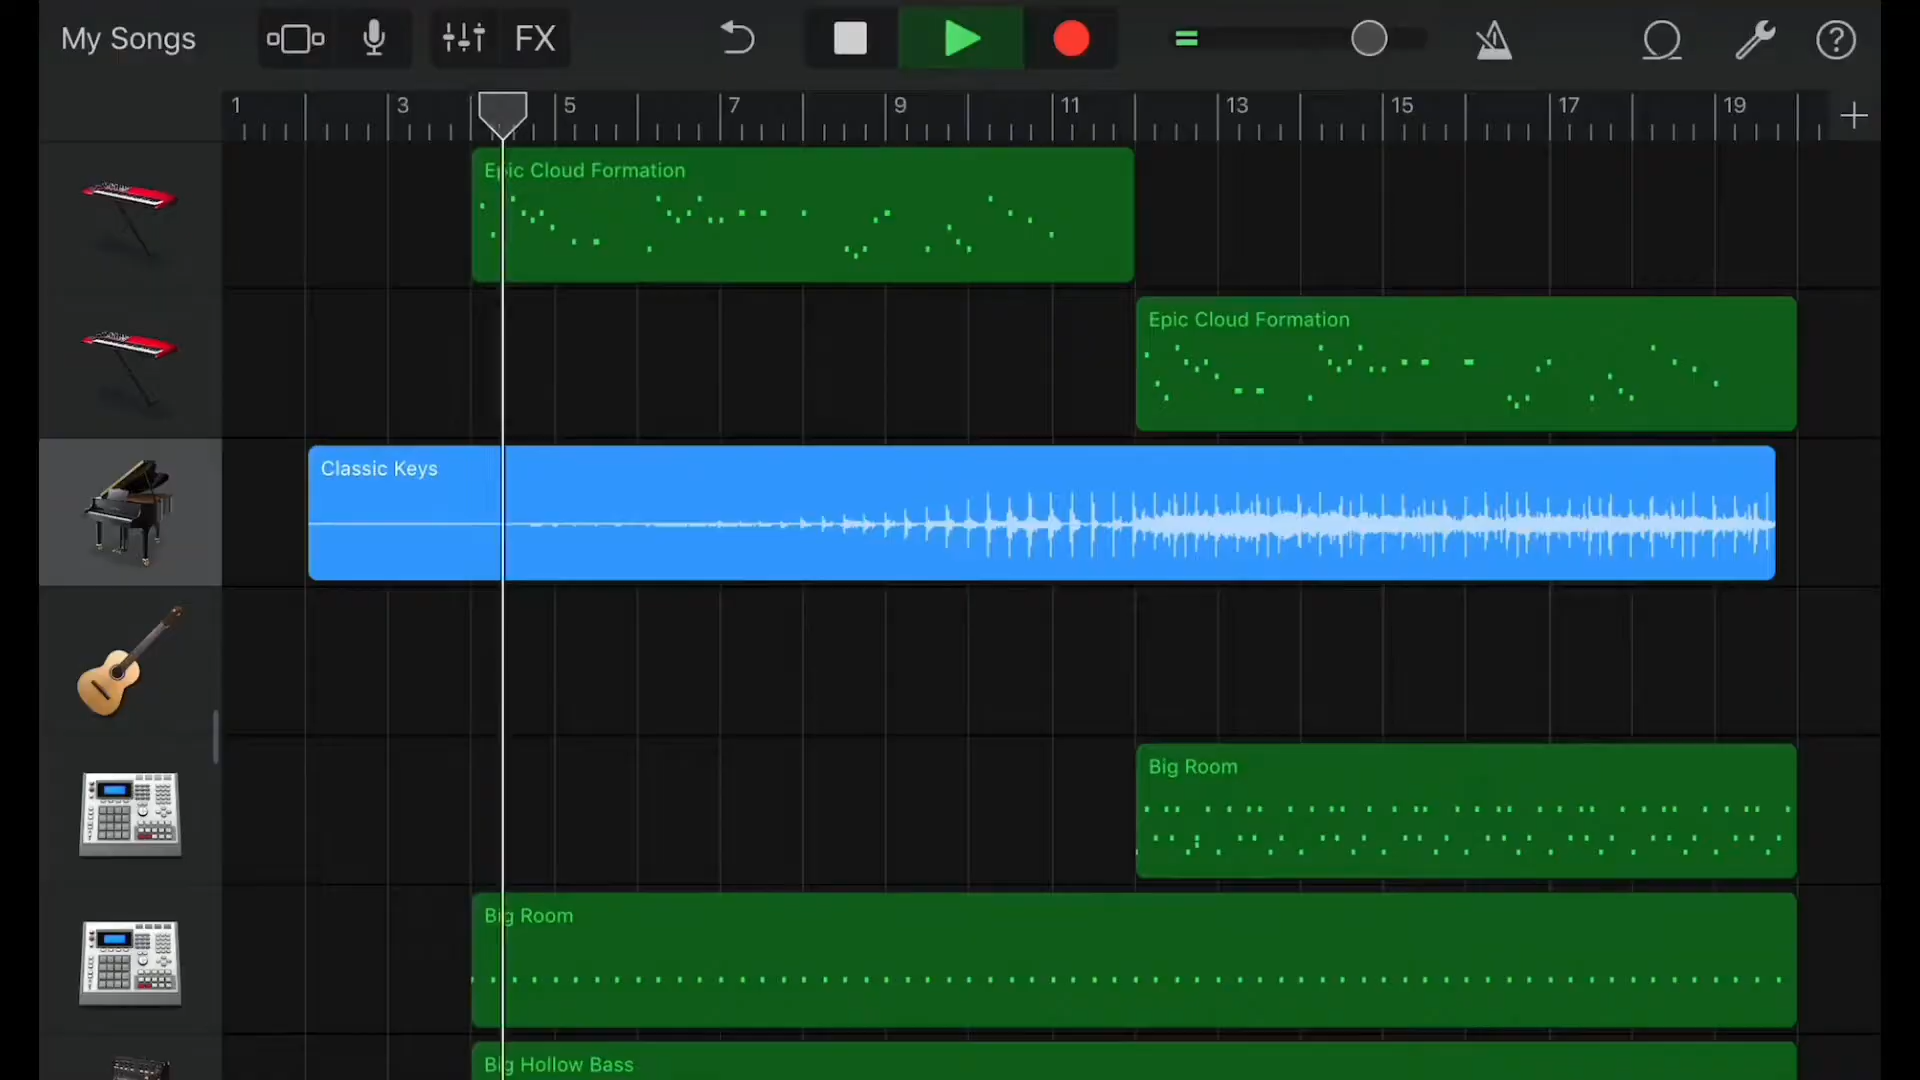 My Songs
FX
1 3 5 7 9 11 13 15 17 19
Epic Cloud Formation
Epic Cloud Formation
Classic Keys
Big Room
Big Room
Big Hollow Bass